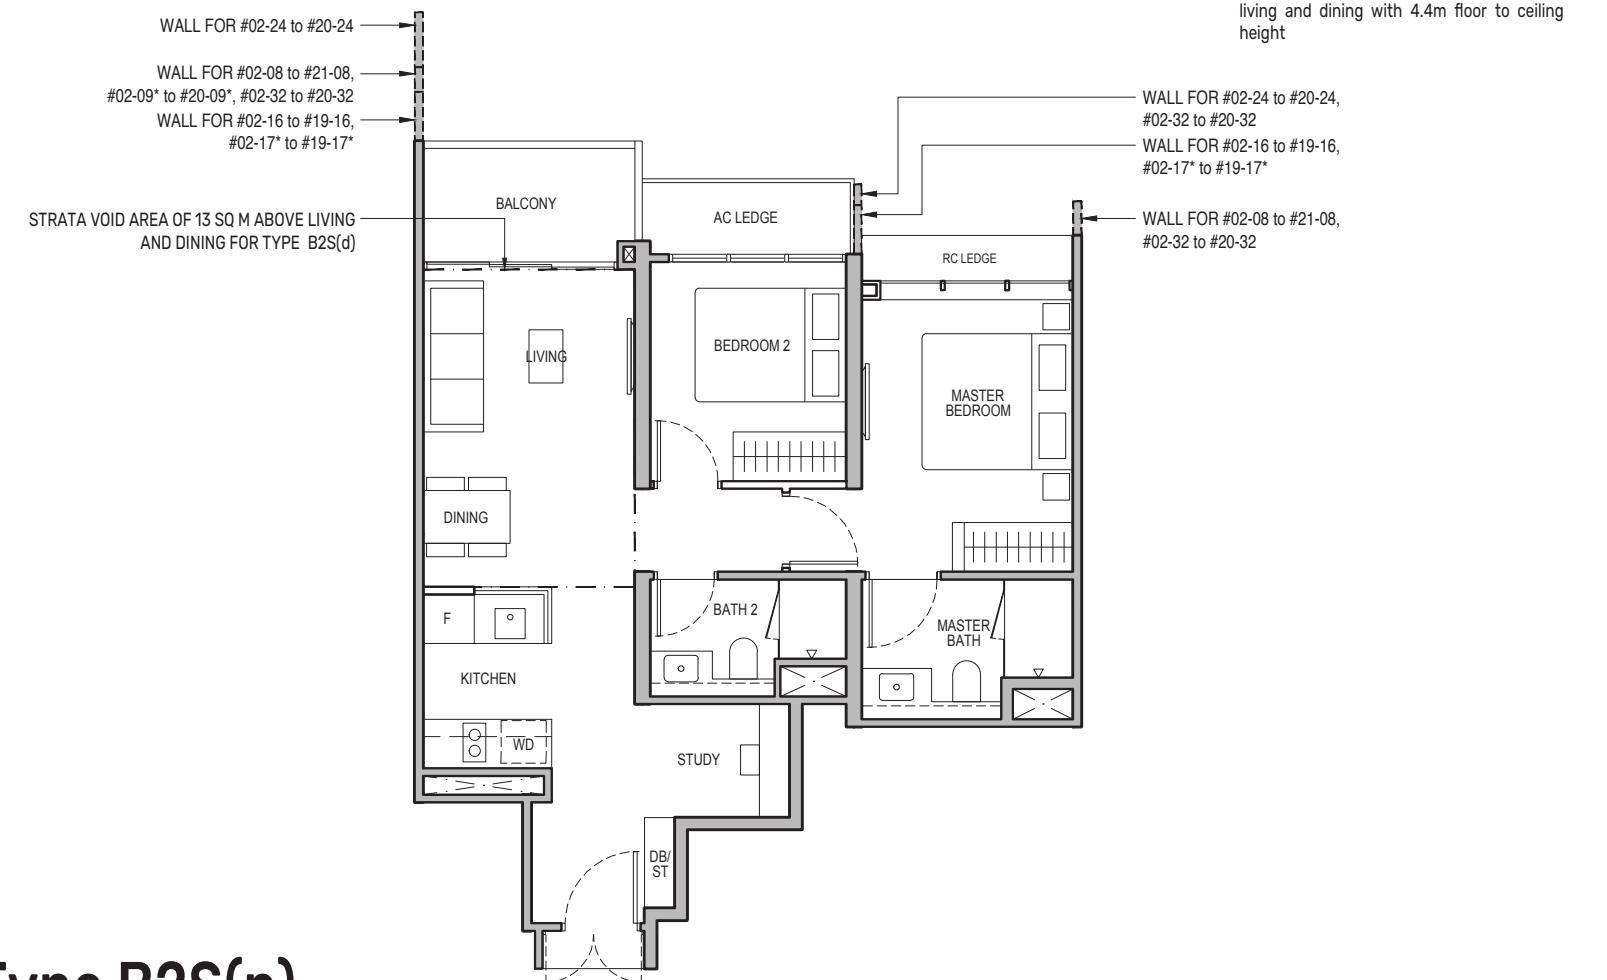 living and dining with 4.4m floor to ceiling
height
WALL FOR #02-24 to #20-24
WALL FOR #02-08 to #21-08,
#02-09* to #20-09*, #02-32 to #20-32
WALL FOR #02-16 to #19-16,
#02-17* to #19-17*
STRATA VOID AREA OF 13 SQ M ABOVE LIVING
AND DINING FOR TYPE B2S(d)
WALL FOR #02-24 to #20-24,
#02-32 to #20-32
WALL FOR #02-16 to #19-16,
#02-17* to #19-17*
WALL FOR #02-08 to #21-08,
#02-32 to #20-32
BALCONY
AC LEDGE
RC LEDGE
LIVING
BEDROOM 2
MASTER
BEDROOM
DINING
F
BATH 2
MASTER
BATH
KITCHEN
WD
STUDY
DB/
ST
Type B2S(p)